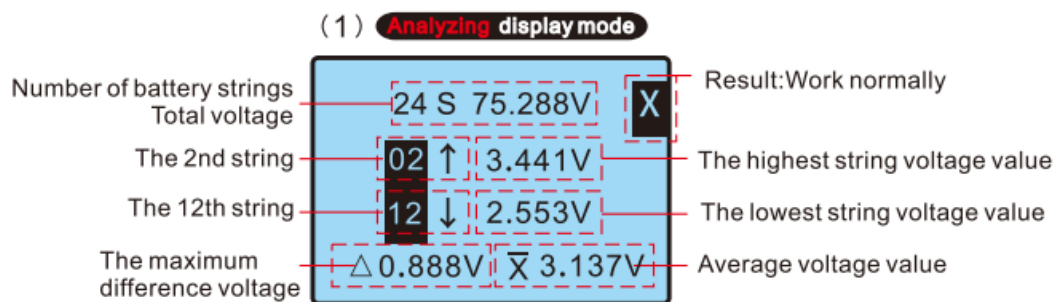 (1) Analyzing display mode
Number of battery strings
Total voltage
24 S 75.288V
X
Result:Work normally
The 2nd string
02 ↑ 3.441V
The highest string voltage value
The 12th string
12 ↓ 2.553V
The lowest string voltage value
The maximum
difference voltage
△ 0.888V X̅ 3.137V
Average voltage value